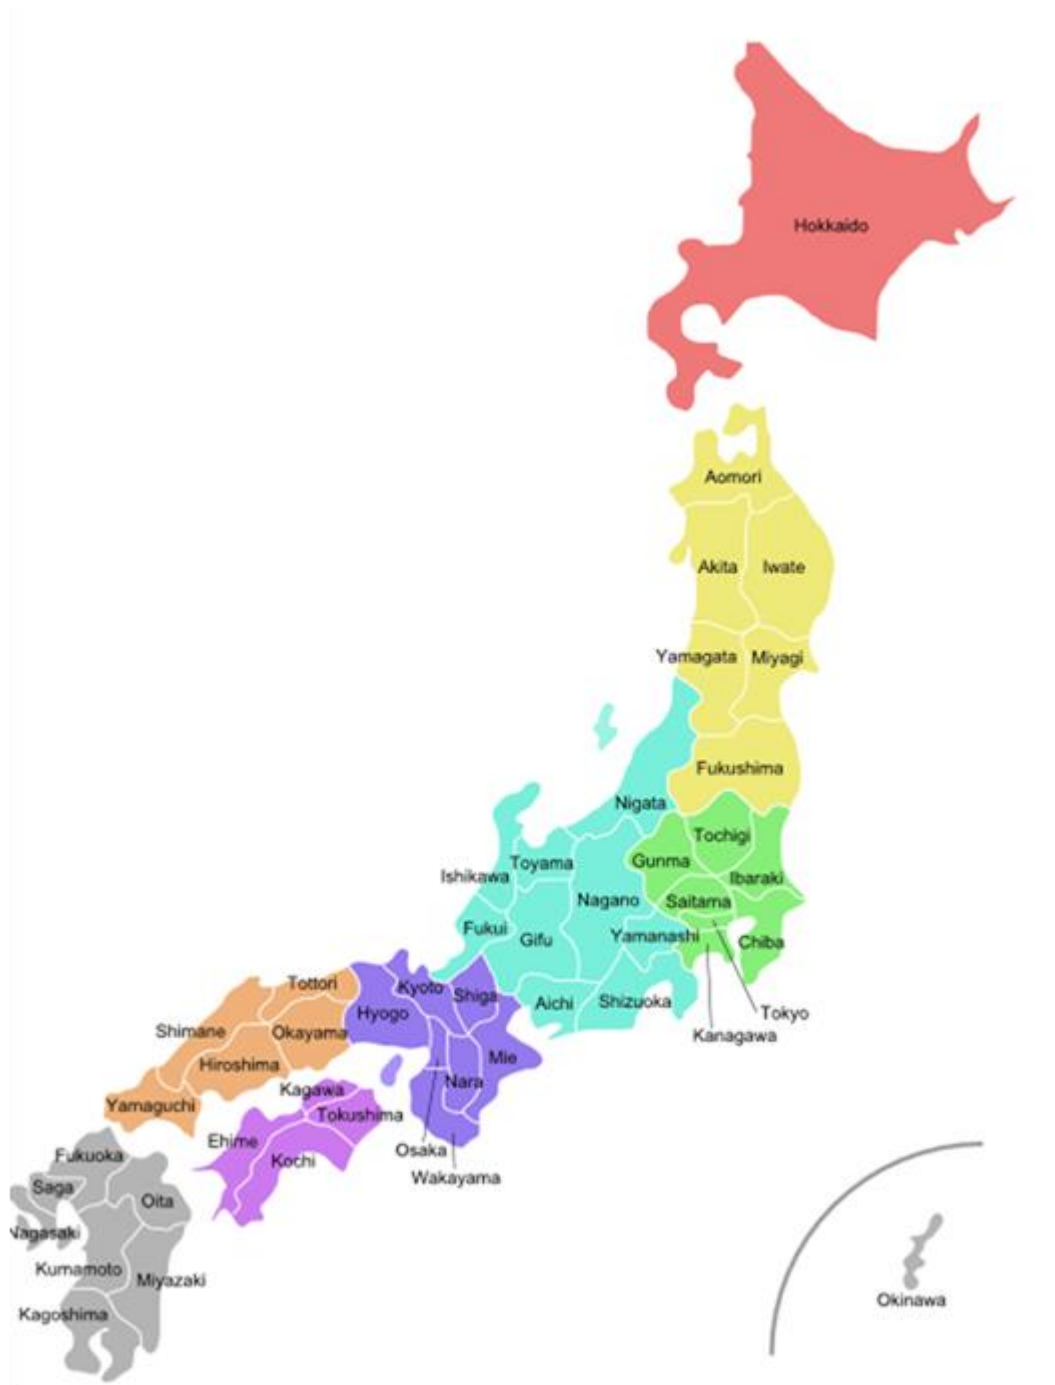 Hokkaido
Aomori
Akita
Iwate
Yamagata
Miyagi
Fukushima
Nigata
Tochigi
Gunma
Toyama
Ishikawa
Ibaraki
Nagano
Saitama
Fukui
Gifu
Yamanashi
Chiba
Tottori
Kyoto
Shiga
Aichi
Shizuoka
Hyogo
Tokyo
Shimane
Okayama
Kanagawa
Hiroshima
Mie
Nara
Kagawa
Yamaguchi
Tokushima
Ehime
Osaka
Fukuoka
Kochi
Wakayama
Saga
Oita
Nagasaki
Kumamoto
Miyazaki
Okinawa
Kagoshima